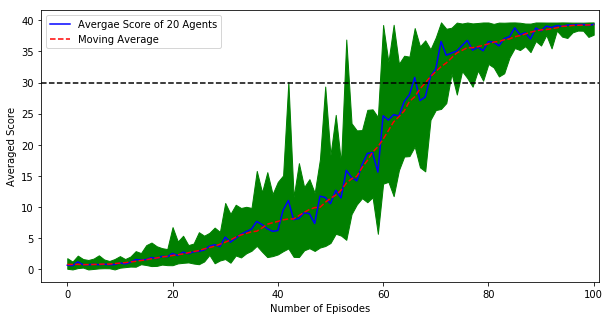 Avergae Score of 20 Agents
Moving Average
Averaged Score
40
35
30
25
20
15
10
5
0
0 20 40 60 80 100
Number of Episodes